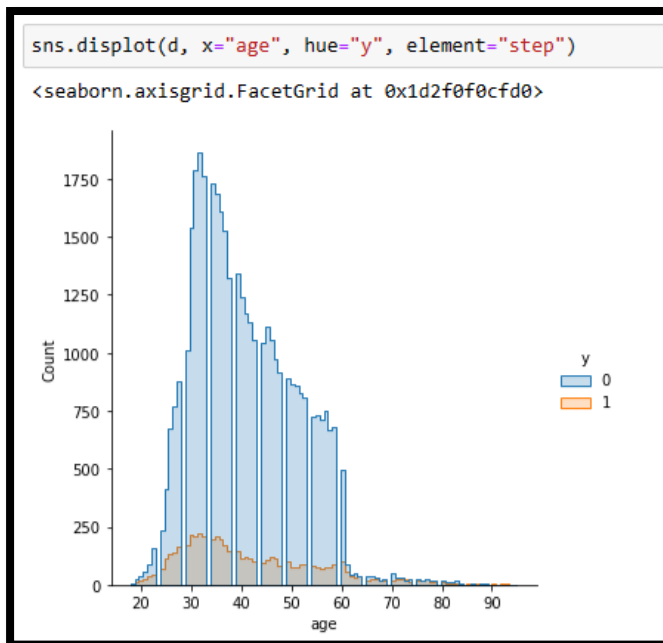 sns.displot(d, x="age", hue="y", element="step")
<seaborn.axisgrid.FacetGrid at 0x1d2f0f0cfd0>
1750
1500
1250
1000
750
500
250
0
Count
20 30 40 50 60 70 80 90
age
y
0
1